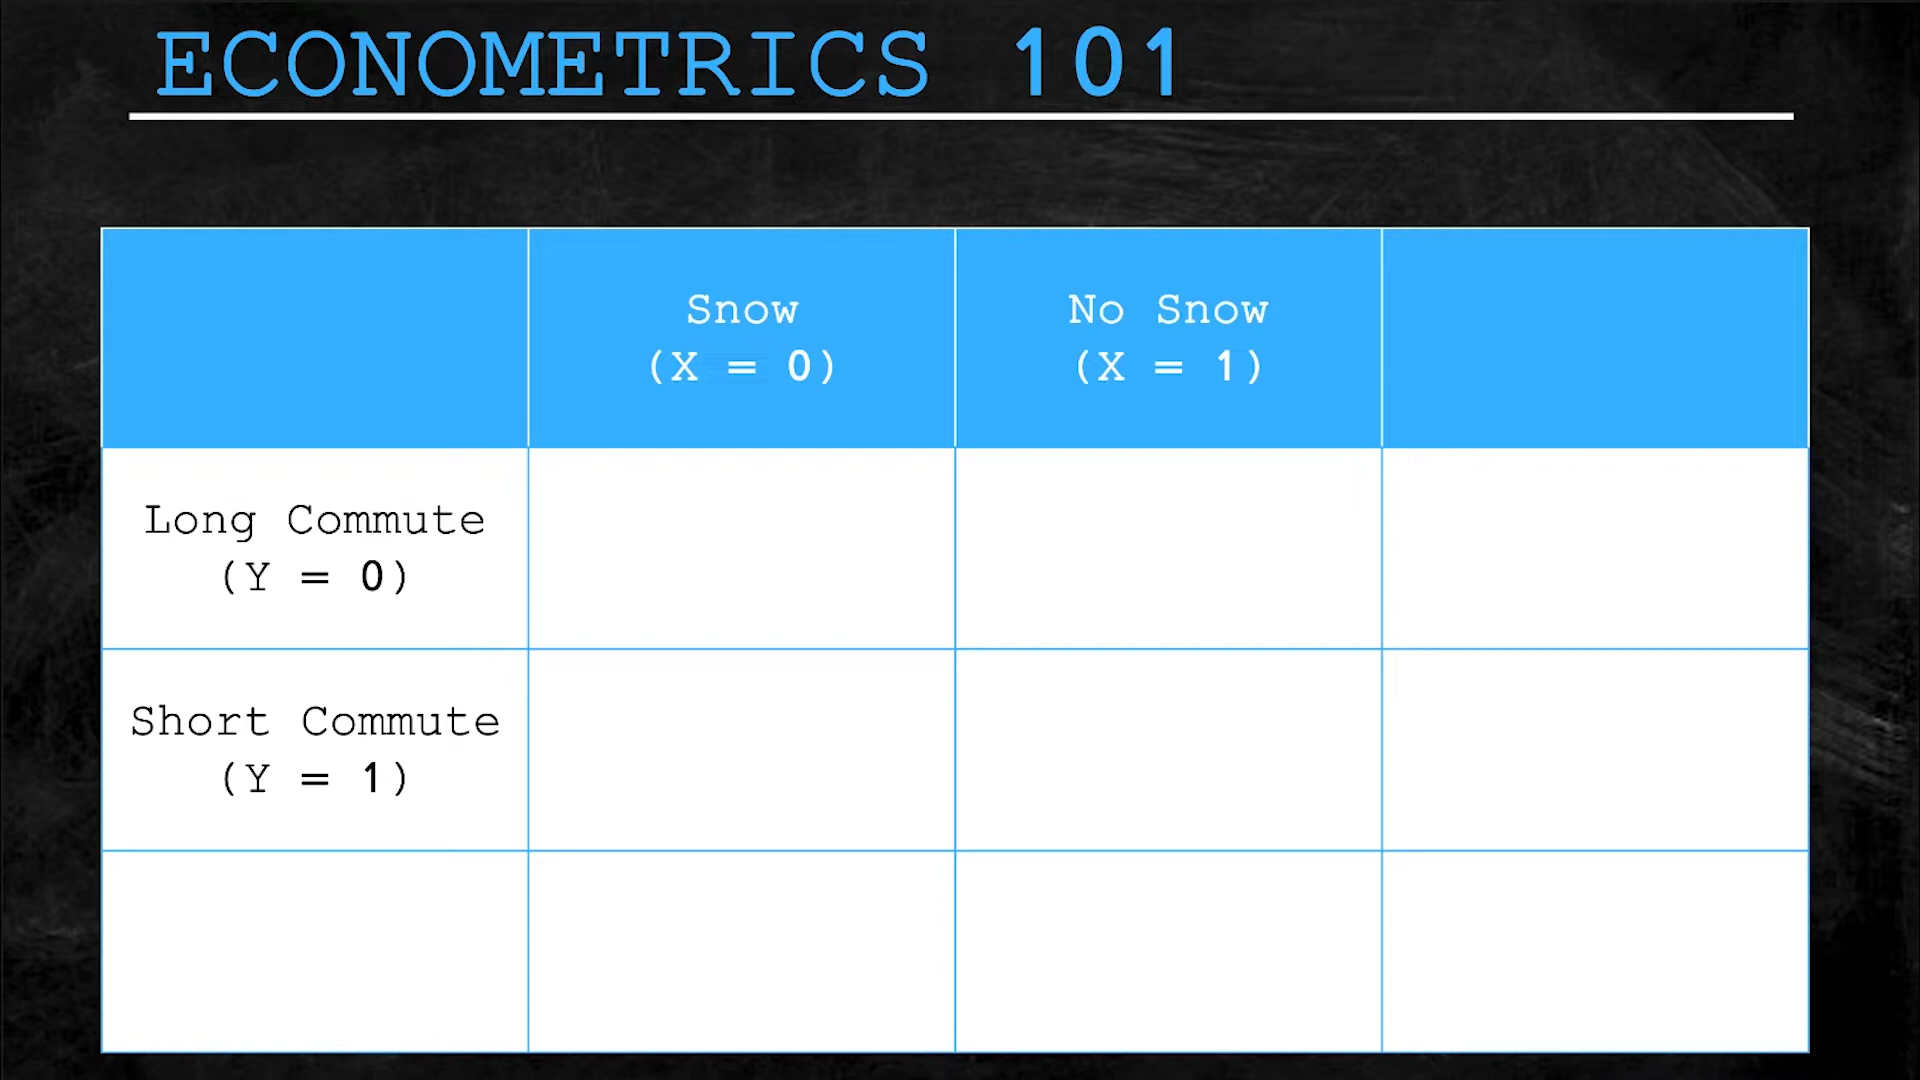 ECONOMETRICS 101
Snow
(X = 0)
No Snow
(X = 1)
Long Commute
(Y = 0)
Short Commute
(Y = 1)